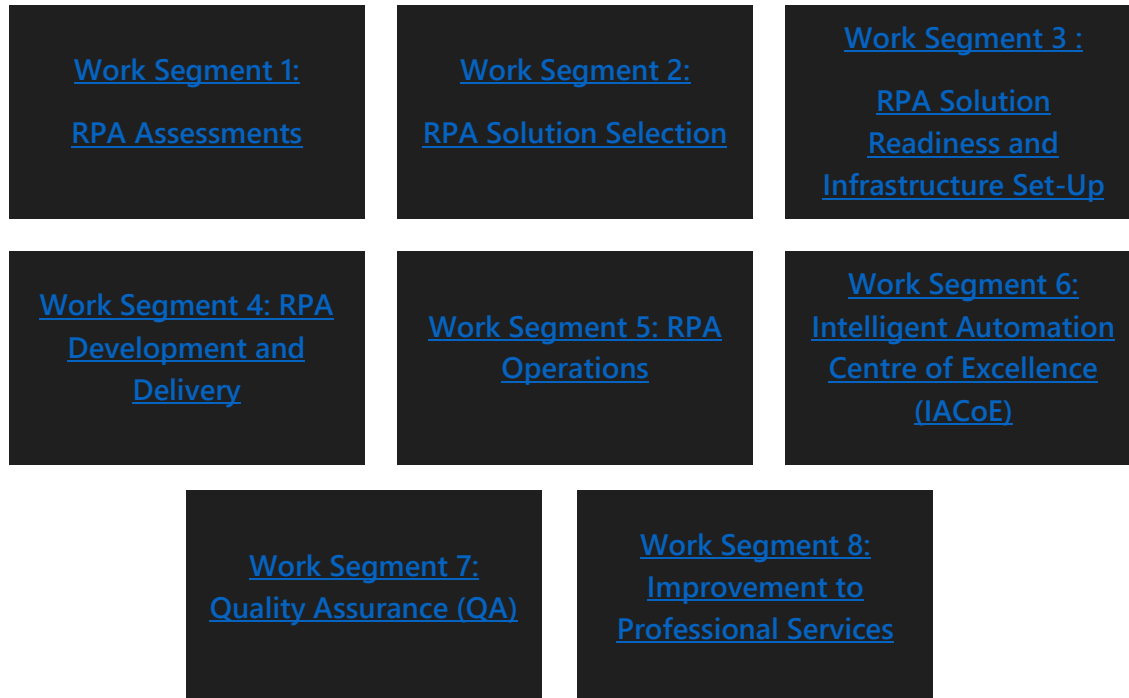 Work Segment 1:
RPA Assessments
Work Segment 2:
RPA Solution Selection
Work Segment 3 :
RPA Solution
Readiness and
Infrastructure Set-Up
Work Segment 4: RPA
Development and
Delivery
Work Segment 5: RPA
Operations
Work Segment 6:
Intelligent Automation
Centre of Excellence
(IACoE)
Work Segment 7:
Quality Assurance (QA)
Work Segment 8:
Improvement to
Professional Services